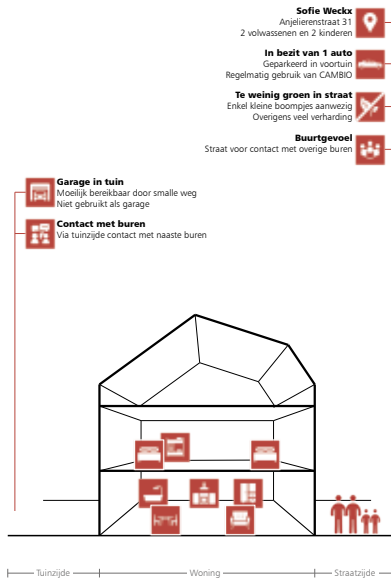 Sofie Weckx
Anjelierenstraat 31
2 volwassenen en 2 kinderen
In bezit van 1 auto
Geparkeerd in voortuin
Regelmatig gebruik van CAMBIO
Te weinig groen in straat
Enkel kleine boompjes aanwezig
Overigens veel verharding
Buurtgevoel
Straat voor contact met overige buren
Garage in tuin
Moeilijk bereikbaar door smalle weg
Niet gebruikt als garage
Contact met buren
Via tuinzijde contact met naaste buren
Tuinzijde
Woning
Straatzijde